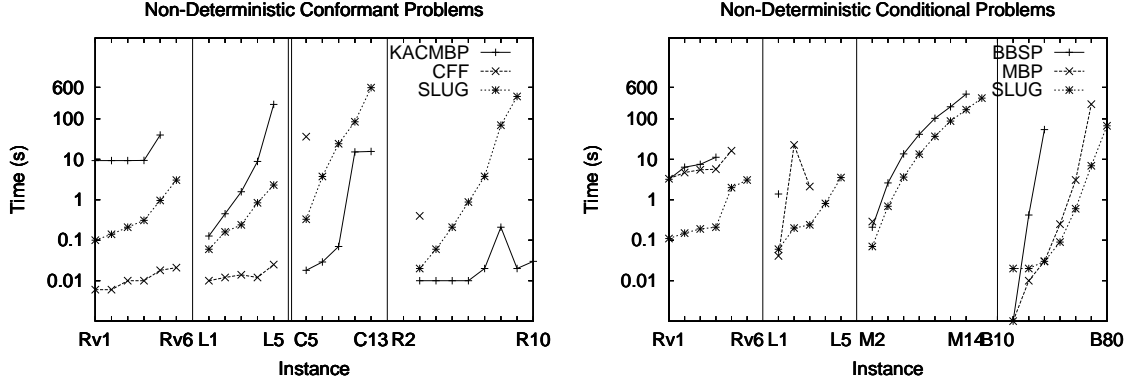 Non-Deterministic Conformant Problems
KACMBP
CFF
SLUG
600
100
10
1
0.1
0.01
Time (s)
Rv1 Rv6 L1 L5 C5 C13 R2 R10
Instance
Non-Deterministic Conditional Problems
BBSP
MBP
SLUG
600
100
10
1
0.1
0.01
Time (s)
Rv1 Rv6 L1 L5 M2 M14 B10 B80
Instance